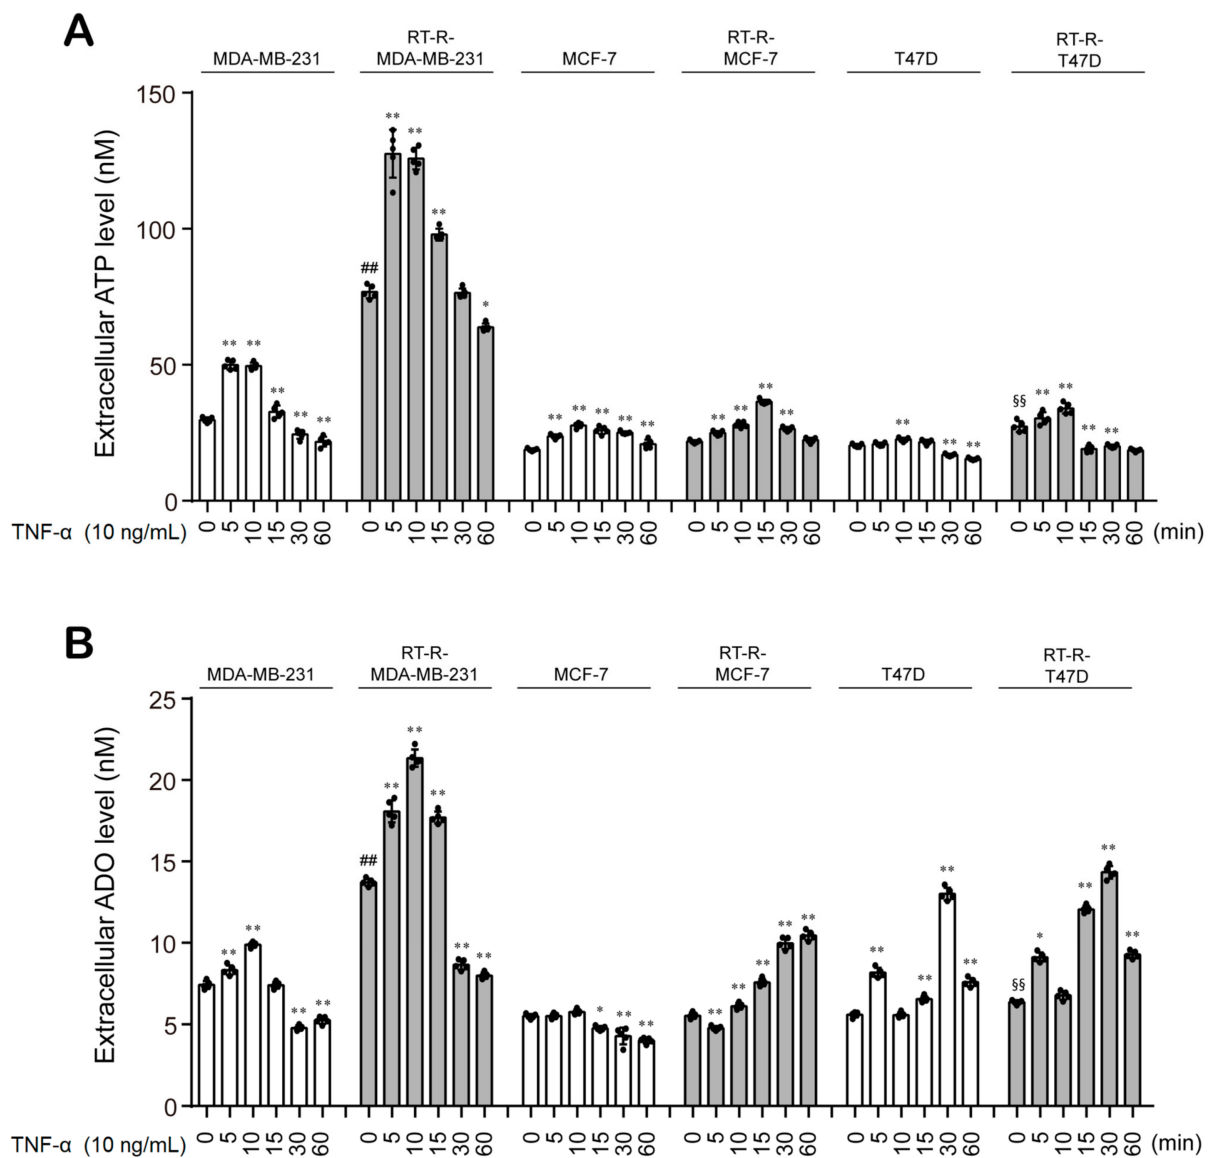 A
MDA-MB-231
RT-R-
MDA-MB-231
MCF-7
RT-R-
MCF-7
T47D
RT-R-
T47D
Extracellular ATP level (nM)
150
100
50
0
** ** ** ** **
## ** ** ** *
** ** ** ** **
** ** ** **
** ** **
§§ ** ** ** **
0 5 10 15 30 60 0 5 10 15 30 60 0 5 10 15 30 60 0 5 10 15 30 60 0 5 10 15 30 60 0 5 10 15 30 60
TNF-α (10 ng/mL) (min)
B
MDA-MB-231
RT-R-
MDA-MB-231
MCF-7
RT-R-
MCF-7
T47D
RT-R-
T47D
Extracellular ADO level (nM)
25
20
15
10
5
0
** ** ** **
## ** ** ** ** **
* ** **
** ** ** ** **
** ** ** **
§§ * ** ** **
0 5 10 15 30 60 0 5 10 15 30 60 0 5 10 15 30 60 0 5 10 15 30 60 0 5 10 15 30 60 0 5 10 15 30 60
TNF-α (10 ng/mL) (min)